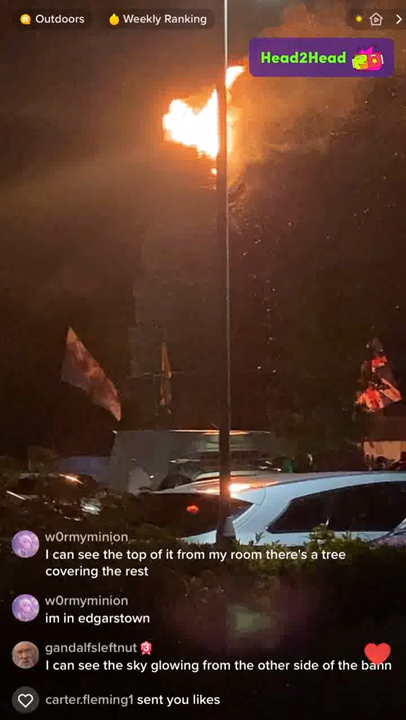 Outdoors
Weekly Ranking
Head2Head
w0rmyminion
I can see the top of it from my room there's a tree
covering the rest
w0rmyminion
im in edgarstown
gandalfsleftnut
I can see the sky glowing from the other side of the bann
carter.fleming1 sent you likes